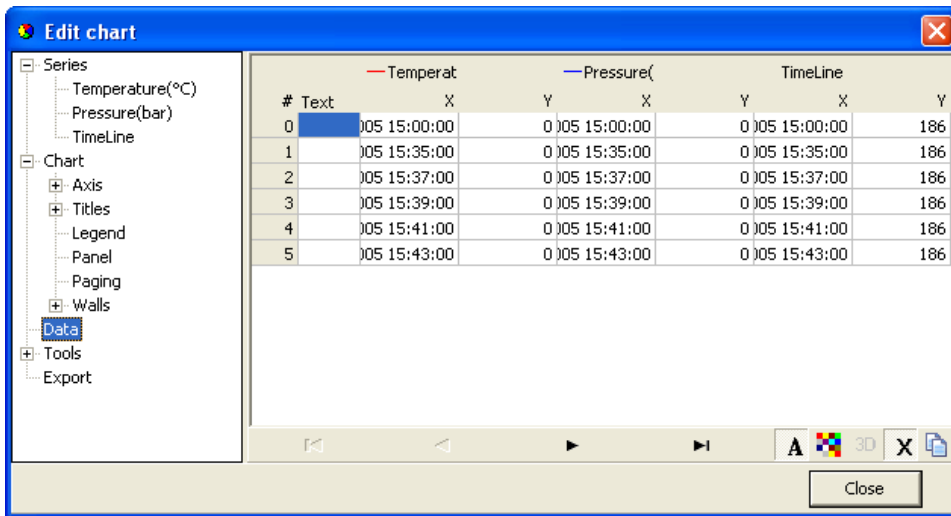 Edit chart
Series
Temperature(°C)
Pressure(bar)
TimeLine
Chart
Axis
Titles
Legend
Panel
Paging
Walls
Data
Tools
Export
Temperat Pressure( TimeLine
# Text X Y X Y X Y
0 005 15:00:00 0 005 15:00:00 0 005 15:00:00 186
1 005 15:35:00 0 005 15:35:00 0 005 15:35:00 186
2 005 15:37:00 0 005 15:37:00 0 005 15:37:00 186
3 005 15:39:00 0 005 15:39:00 0 005 15:39:00 186
4 005 15:41:00 0 005 15:41:00 0 005 15:41:00 186
5 005 15:43:00 0 005 15:43:00 0 005 15:43:00 186
A 3D X
Close